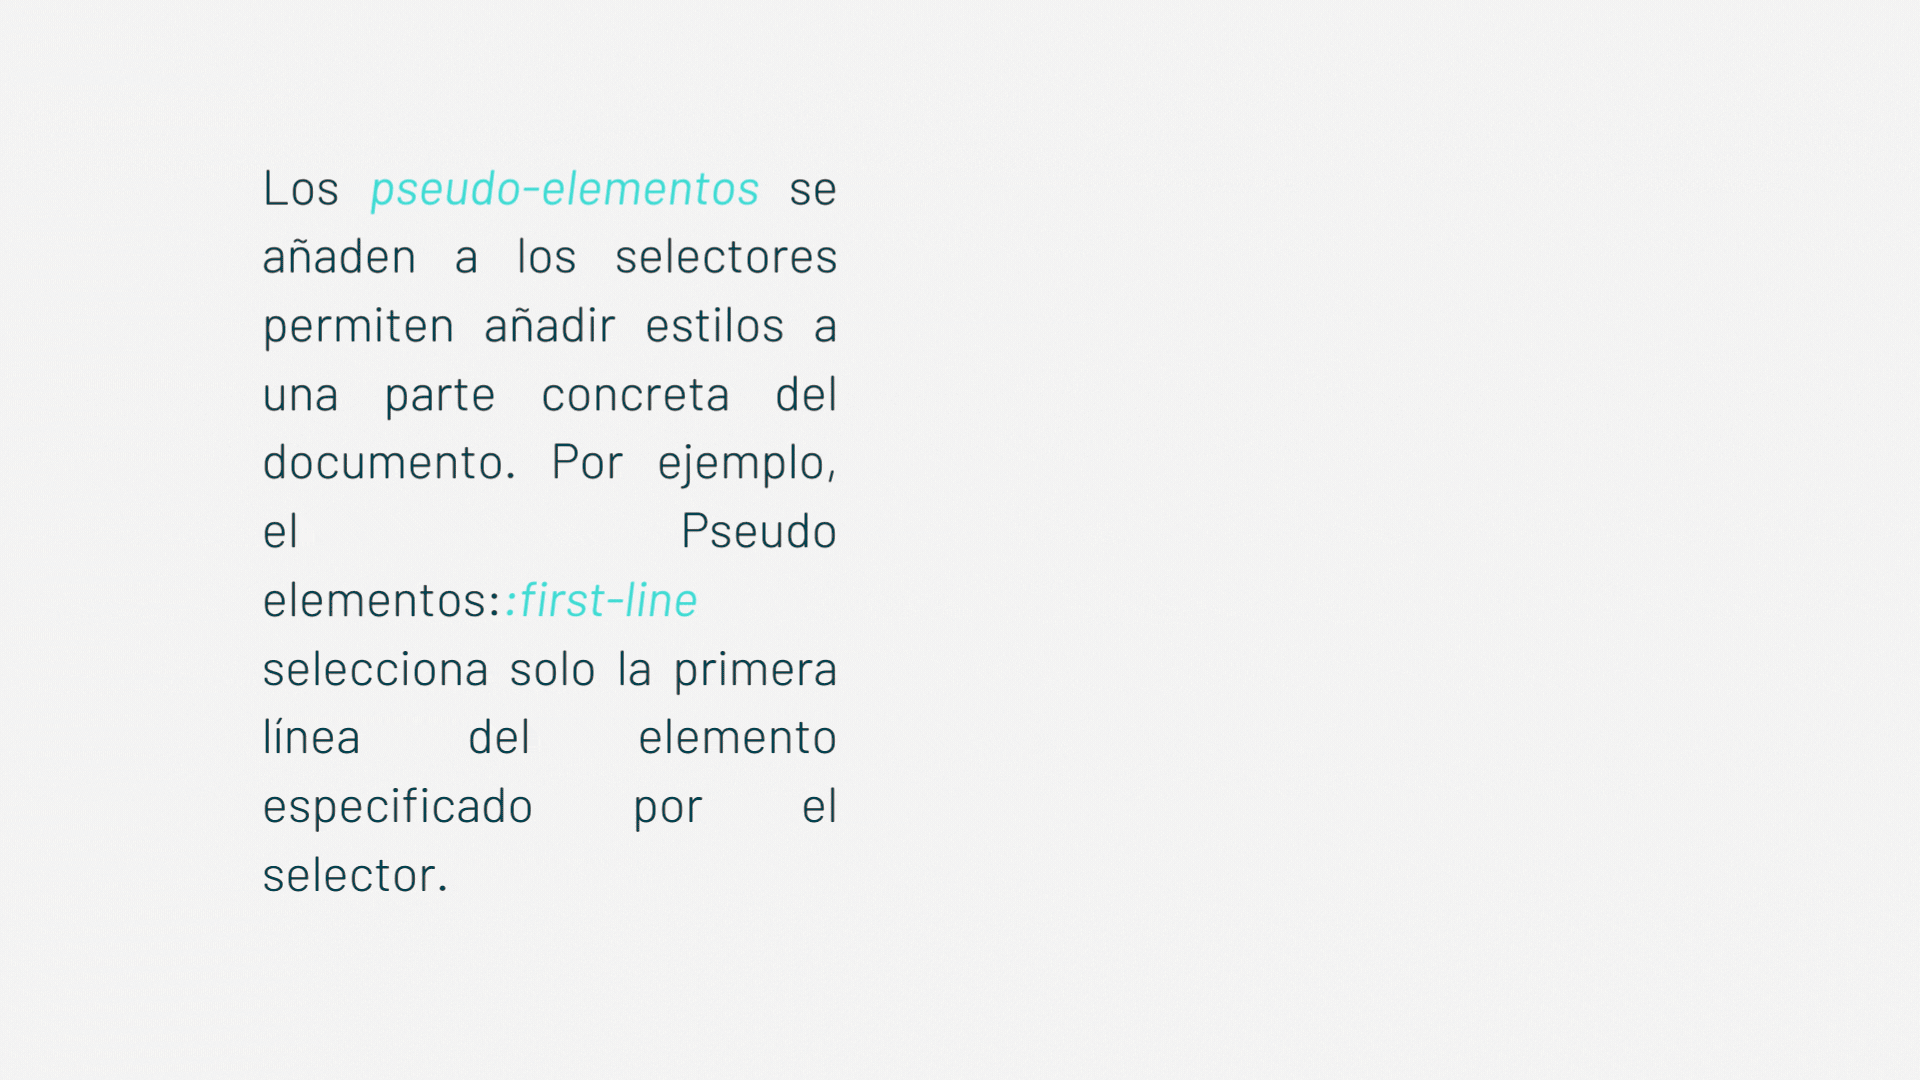 Los pseudo-elementos se
añaden a los selectores
permiten añadir estilos a
una parte concreta del
documento. Por ejemplo,
el Pseudo
elementos::first-line
selecciona solo la primera
línea del elemento
especificado por el
selector.